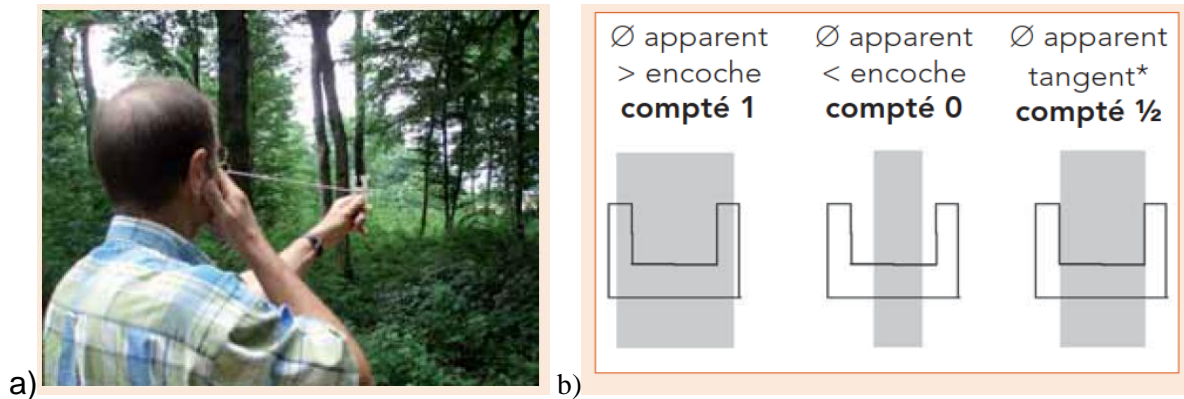 Ø apparent
> encoche
compté 1
Ø apparent
< encoche
compté 0
Ø apparent
tangent*
compté ½
a)
b)